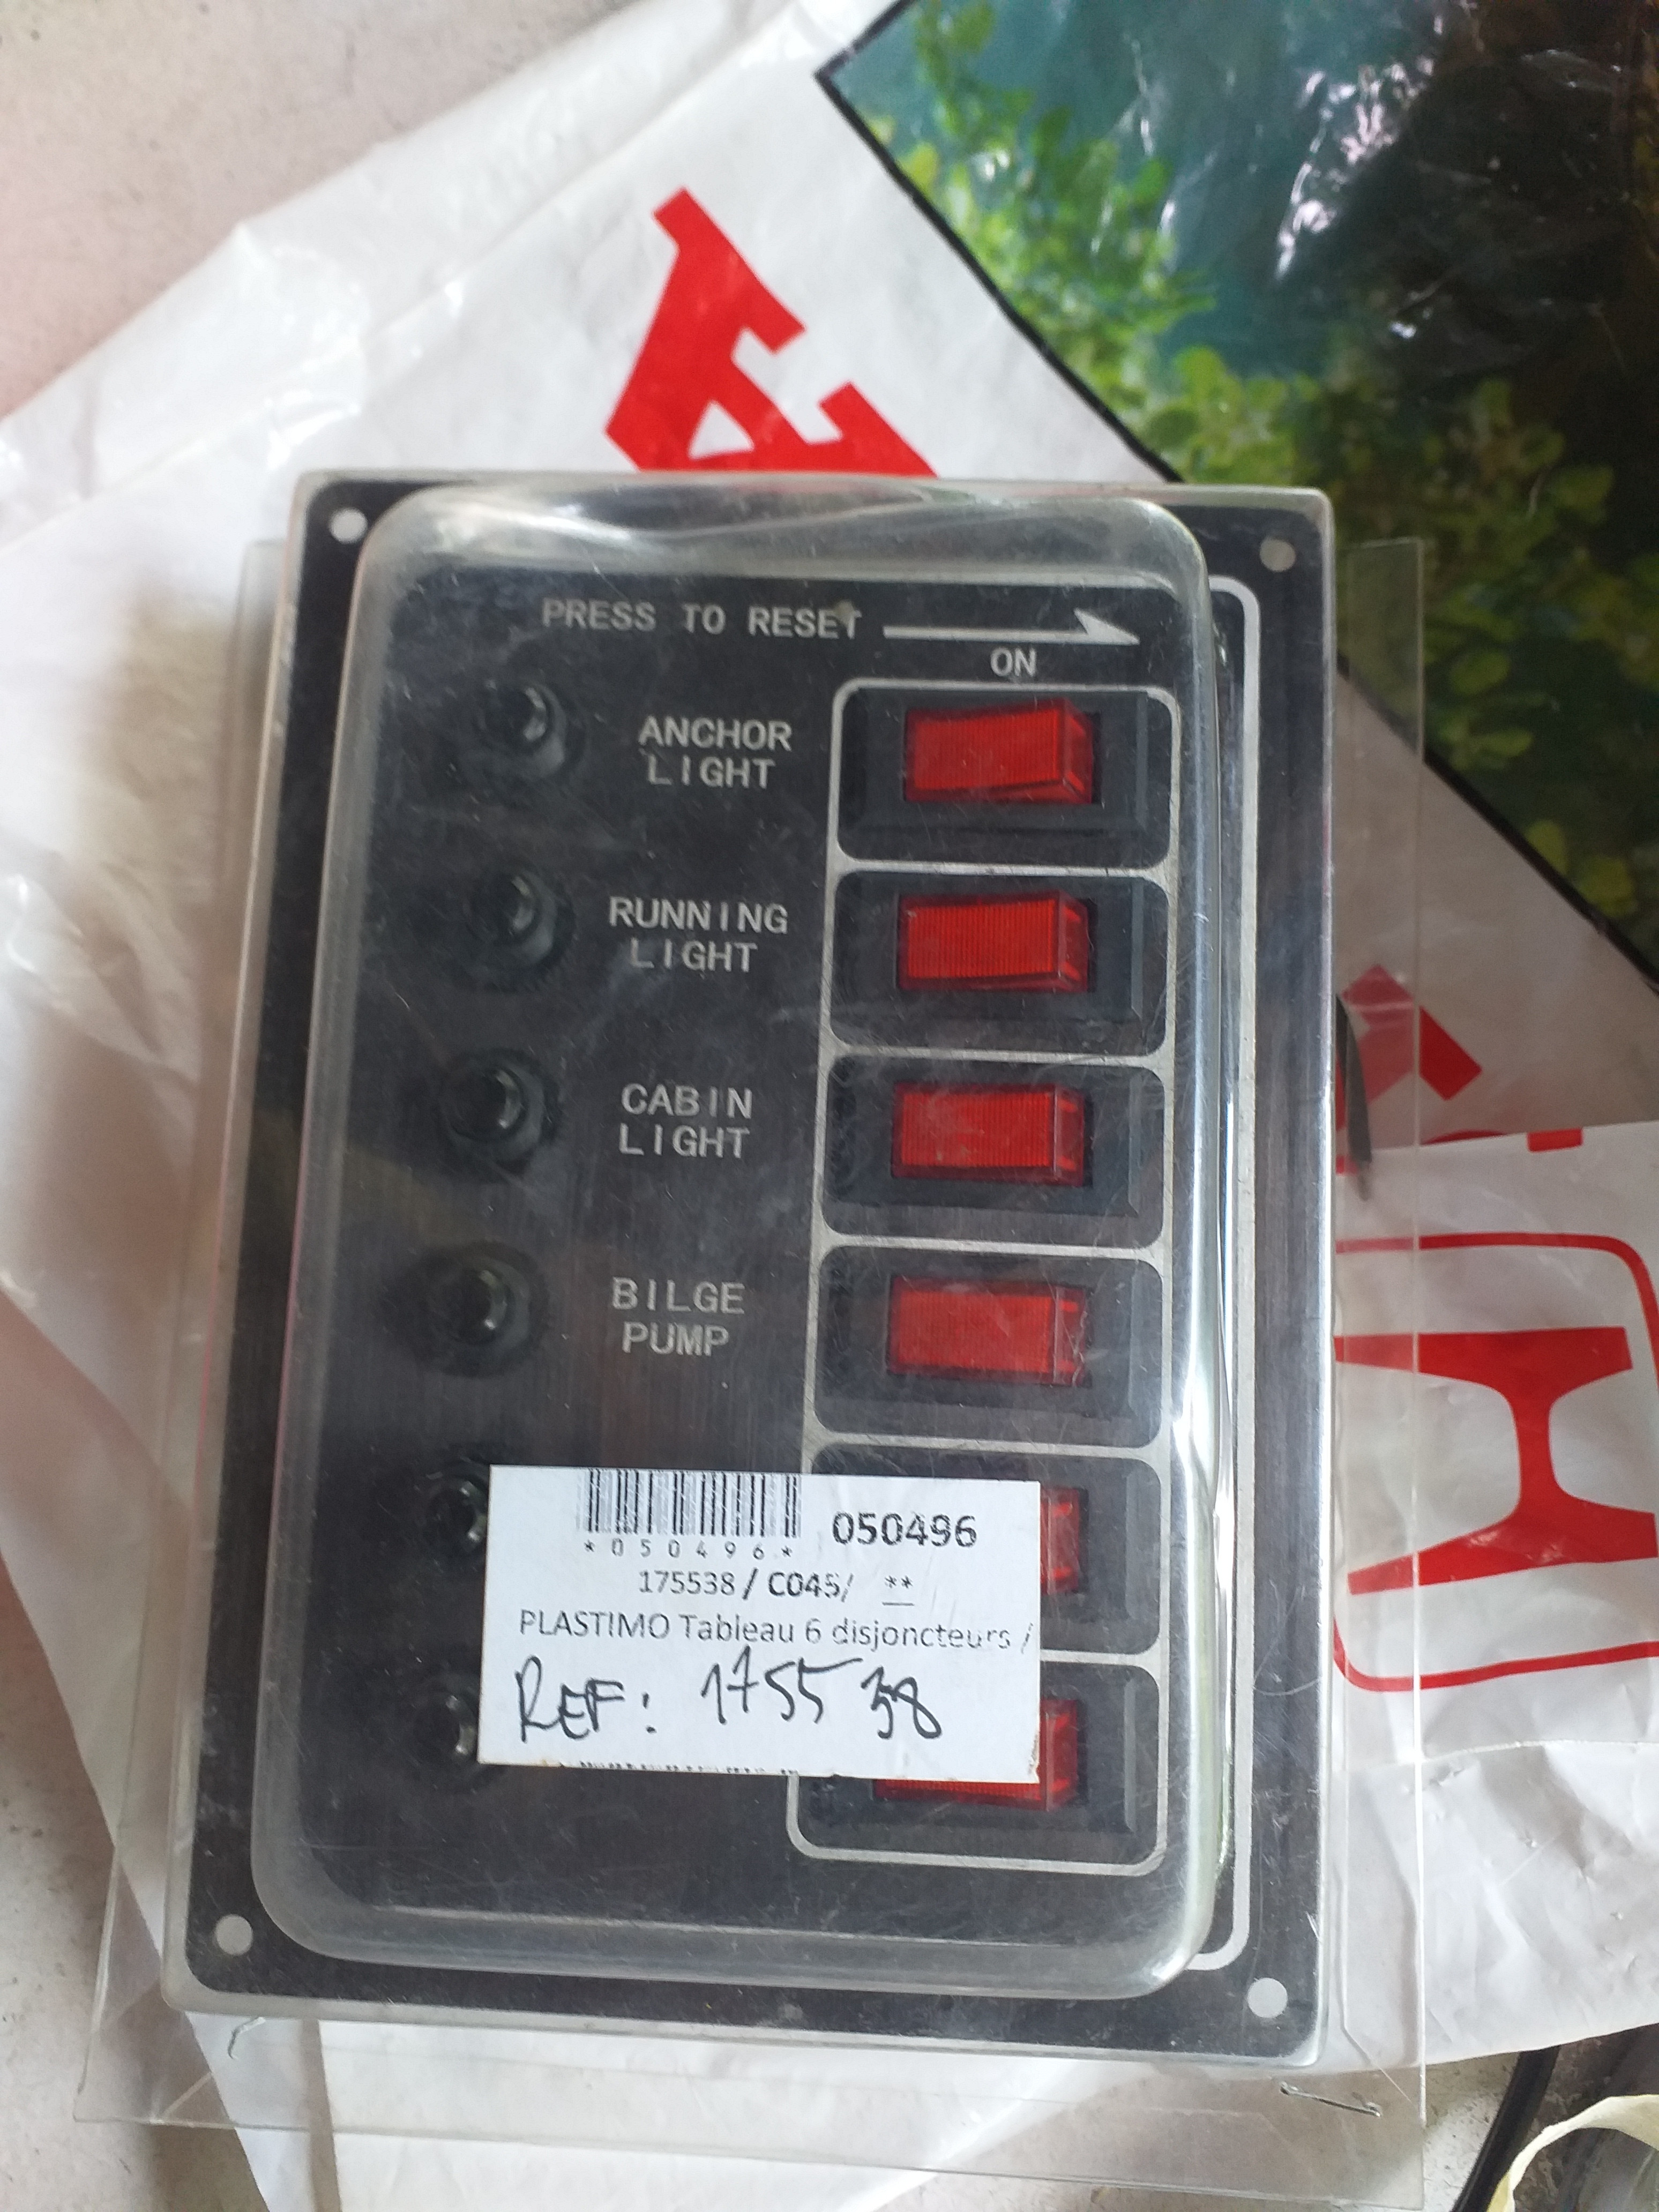 PRESS TO RESET
ON
ANCHOR
LIGHT
RUNNING
LIGHT
CABIN
LIGHT
BILGE
PUMP
050496
*050496*
175538 / C045/ **
PLASTIMO Tableau 6 disjoncteurs /
REF: 175538